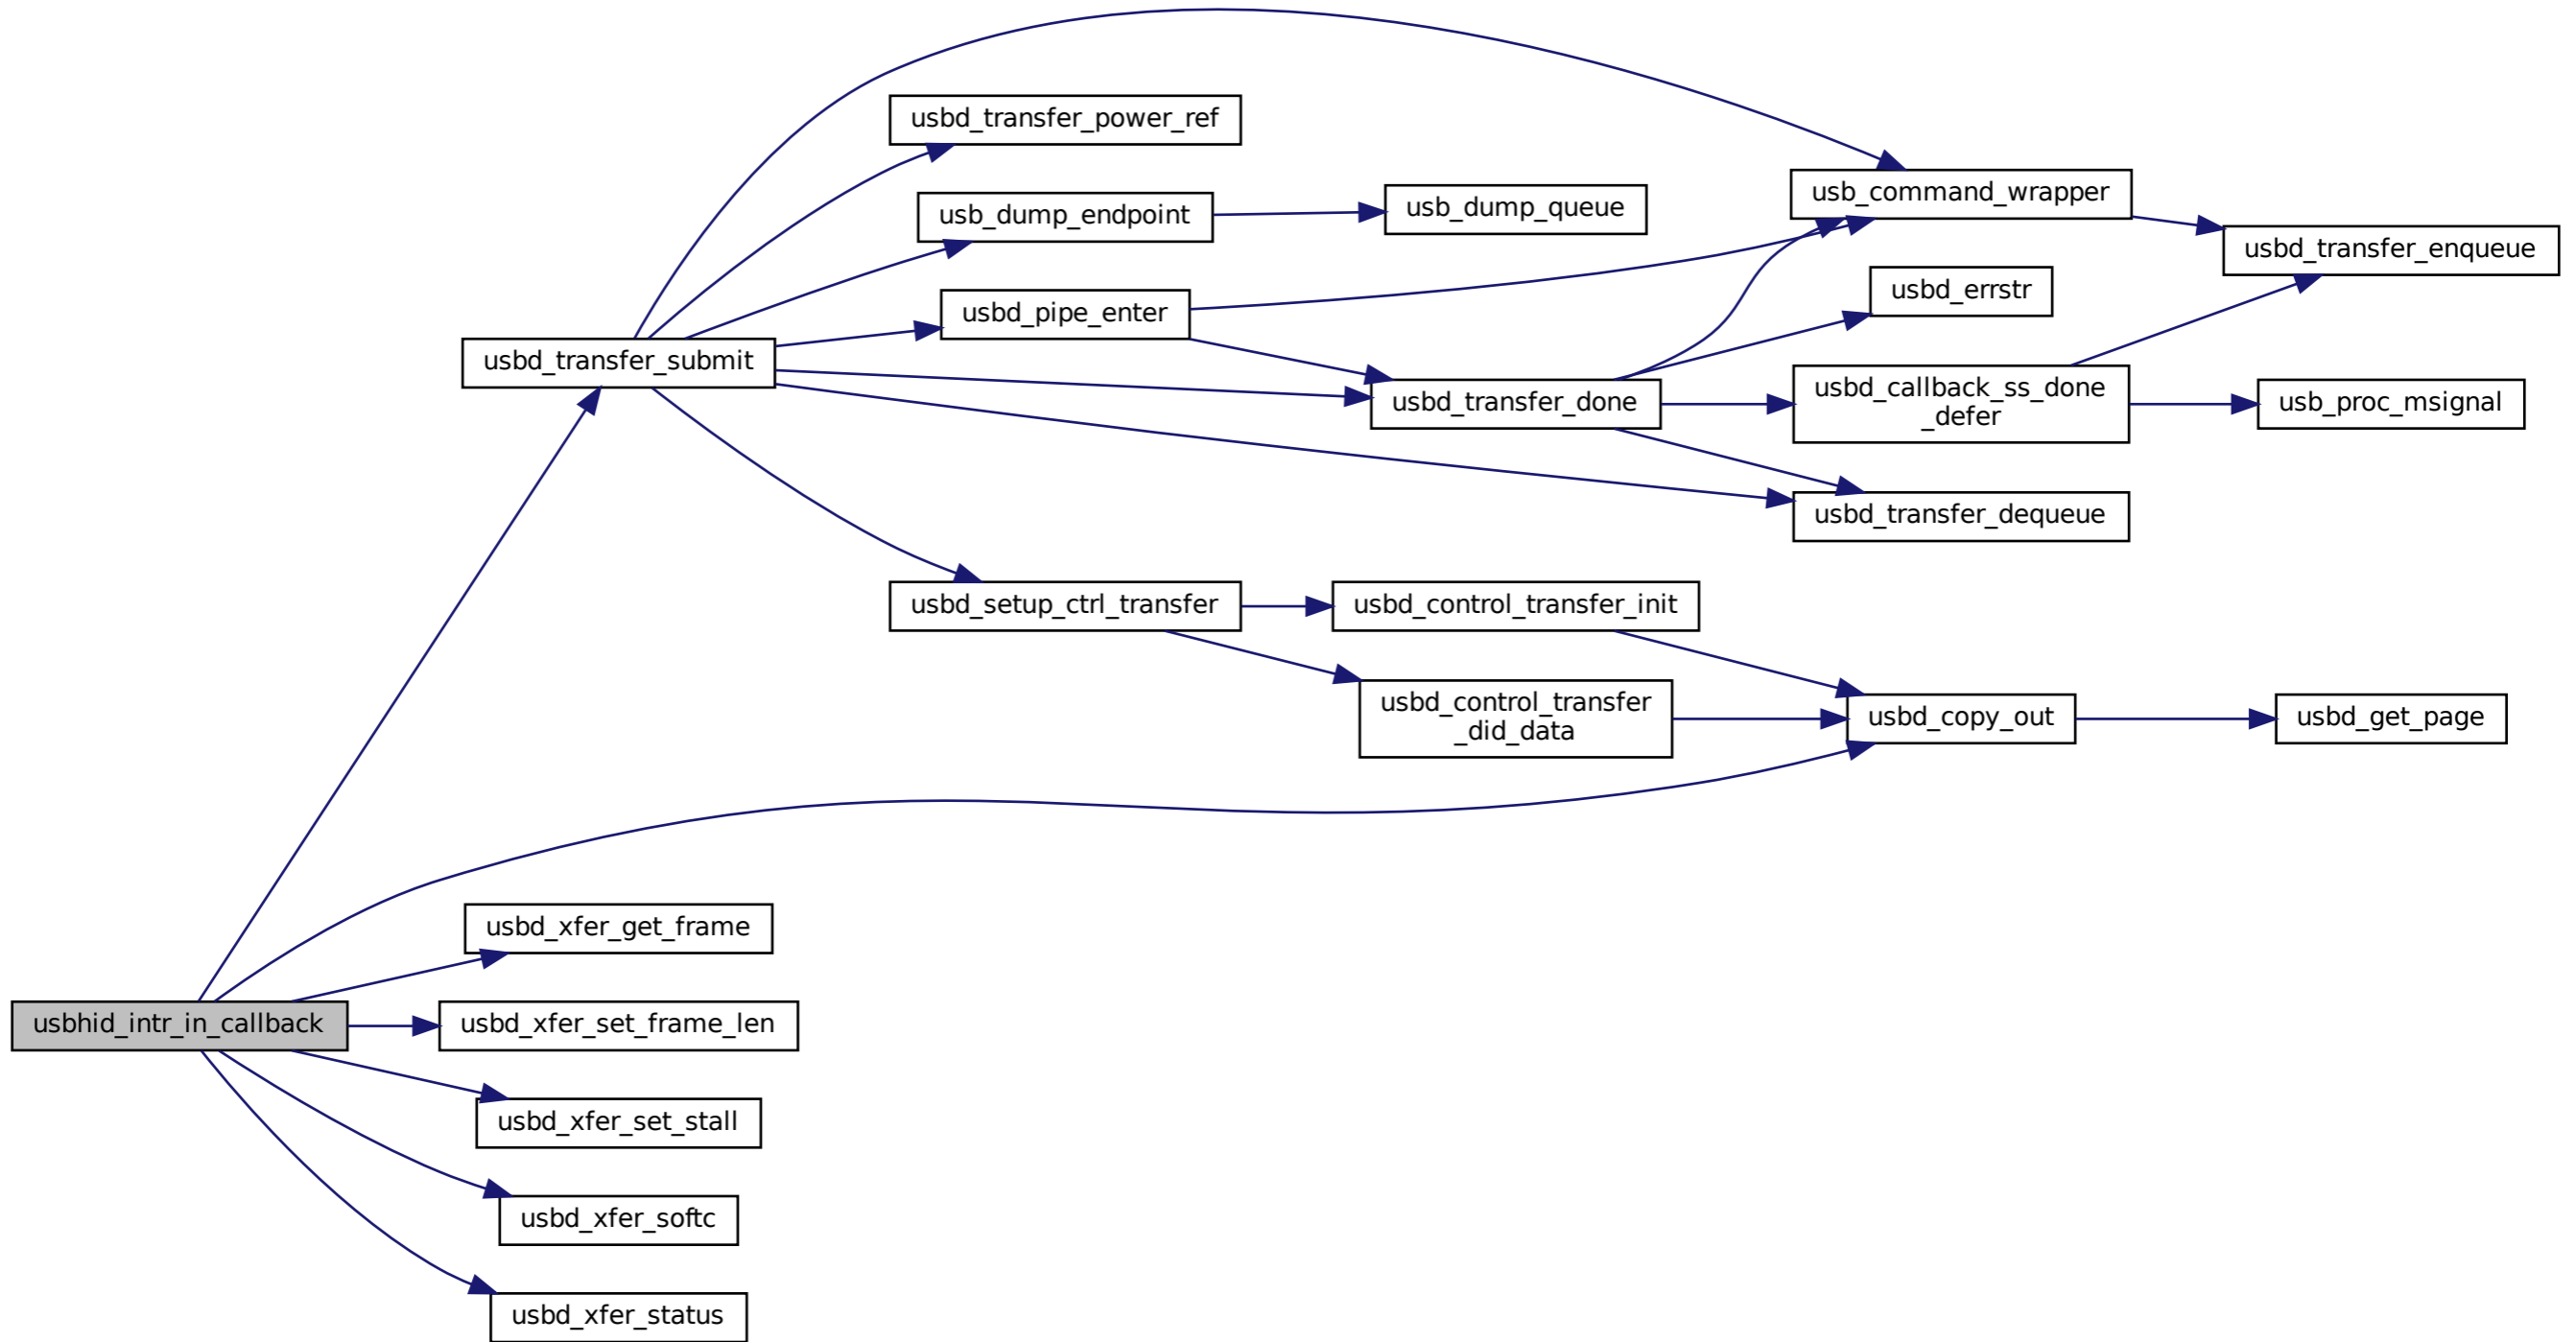 usbd_transfer_power_ref
usb_command_wrapper
usb_dump_endpoint
usb_dump_queue
usbd_transfer_enqueue
usbd_errstr
usbd_pipe_enter
usbd_transfer_submit
usbd_transfer_done
usbd_callback_ss_done
_defer
usb_proc_msignal
usbd_transfer_dequeue
usbd_setup_ctrl_transfer
usbd_control_transfer_init
usbd_control_transfer
_did_data
usbd_copy_out
usbd_get_page
usbd_xfer_get_frame
usbhid_intr_in_callback
usbd_xfer_set_frame_len
usbd_xfer_set_stall
usbd_xfer_softc
usbd_xfer_status